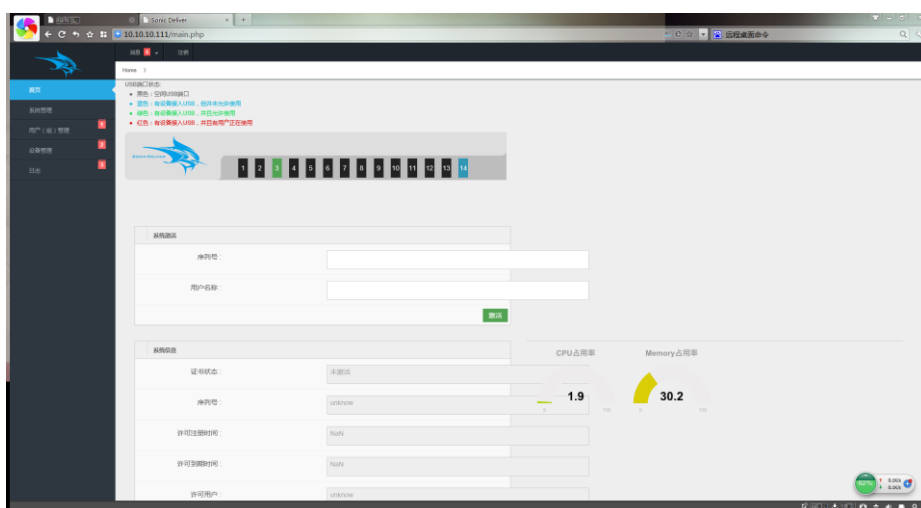 Sonic Deliver
10.10.10.111/main.php
远程桌面命令
消息
注销
Home
首页
系统管理
用户（组）管理 1
设备管理
日志
USB端口状态:
黑色：空闲USB端口
蓝色：有设备接入USB，但并未允许使用
绿色：有设备接入USB，并且允许使用
红色：有设备接入USB，并且有用户正在使用
1 2 3 4 5 6 7 8 9 10 11 12 13 14
系统激活
序列号 :
用户名称 :
激活
系统信息
证书状态 : 未激活
序列号 : unknow
许可注册时间 : NaN
许可到期时间 : NaN
许可用户 : unknow
CPU占用率
1.9
0 100
Memory占用率
30.2
0 100
62%